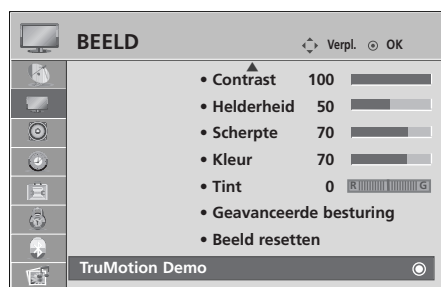 BEELD
Verpl. OK
• Contrast 100
• Helderheid 50
• Scherpte 70
• Kleur 70
• Tint 0 R G
• Geavanceerde besturing
• Beeld resetten
TruMotion Demo